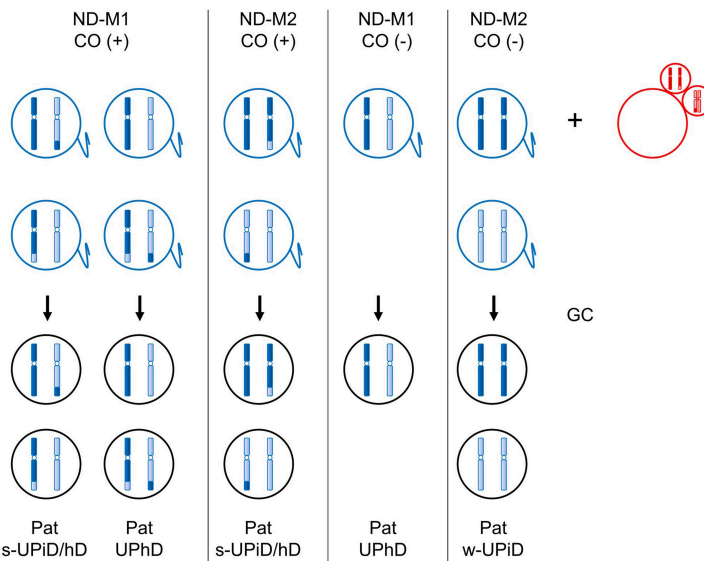 ND-M1
CO (+)
ND-M2
CO (+)
ND-M1
CO (-)
ND-M2
CO (-)
+
GC
Pat
s-UPiD/hD
Pat
UPhD
Pat
s-UPiD/hD
Pat
UPhD
Pat
w-UPiD